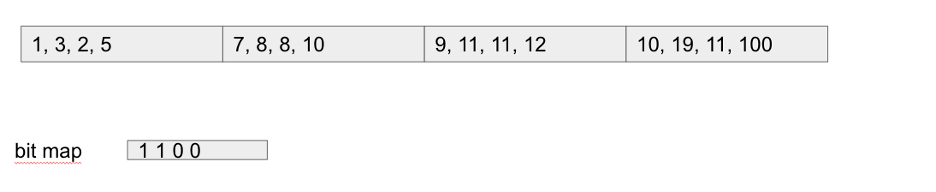 1, 3, 2, 5 7, 8, 8, 10 9, 11, 11, 12 10, 19, 11, 100
bit map 1 1 0 0